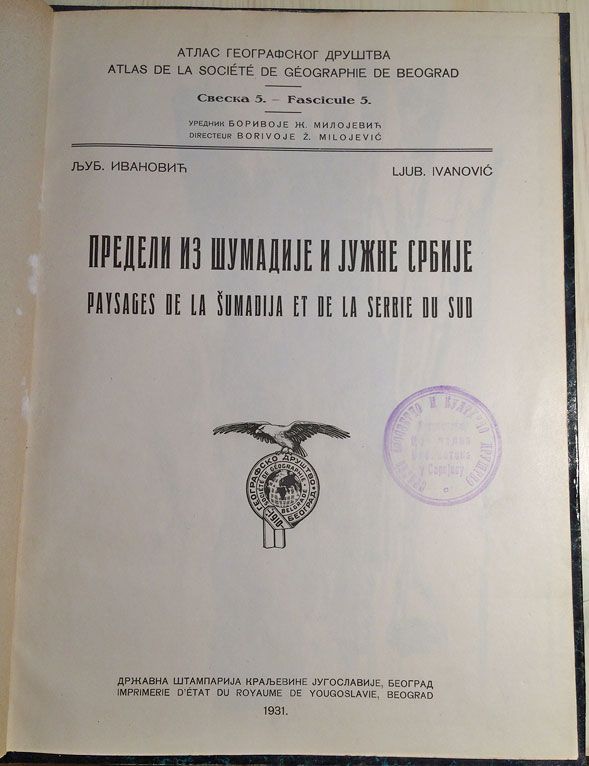 АТЛАС ГЕОГРАФСКОГ ДРУШТВА
ATLAS DE LA SOCIÉTÉ DE GÉOGRAPHIE DE BEOGRAD
Свеска 5. – Fascicule 5.
УРЕДНИК БОРИВОЈЕ Ж. МИЛОЈЕВИЋ
DIRECTEUR BORIVOJE Ž. MILOJEVIĆ
ЉУБ. ИВАНОВИЋ LJUB. IVANOVIĆ
ПРЕДЕЛИ ИЗ ШУМАДИЈЕ И ЈУЖНЕ СРБИЈЕ
PAYSAGES DE LA ŠUMADIJA ET DE LA SERBIE DU SUD
ГЕОГРАФСКО ДРУШТВО
SOCIÉTÉ DE GÉOGRAPHIE
BELGRADE
-1910-
БЕОГРАД
И
у Сарајеву
ДРЖАВНА ШТАМПАРИЈА КРАЉЕВИНЕ ЈУГОСЛАВИЈЕ, БЕОГРАД
IMPRIMERIE D'ÉTAT DU ROYAUME DE YOUGOSLAVIE, BEOGRAD
1931.